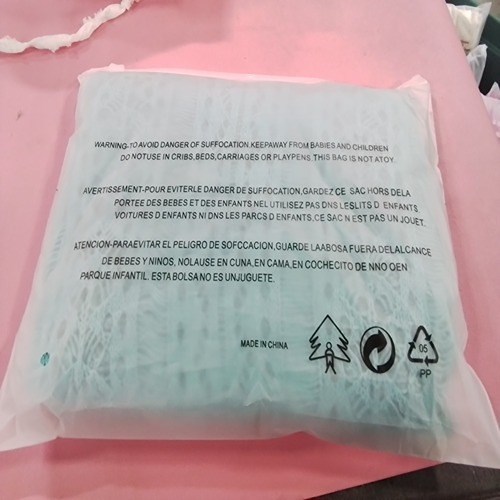 WARNING-TO AVOID DANGER OF SUFFOCATION,KEEPAWAY FROM BABIES AND CHILDREN
DO NOTUSE IN CRIBS,BEDS,CARRIAGES OR PLAYPENS.THIS BAG IS NOT ATOY
AVERTISSEMENT-POUR EVITERLE DANGER DE SUFFOCATION,GARDEZ CE SAC HORS DELA
PORTEE DES BEBES ET DES ENFANTS NEL UTILISEZ PAS DNS LESLITS D ENFANTS
VOITURES D ENFANTS NI DNS LES PARCS D ENFANTS,CE SAC N EST PAS UN JOUET.
ATENCION-PARAEVITAR EL PELIGRO DE SOFCCACION,GUARDE LAABOSA FUERA DELALCANCE
DE BEBES Y NINOS, NOLAUSE EN CUNA,EN CAMA,EN COCHECITO DE NNO OEN
PARQUE INFANTIL. ESTA BOLSA NO ES UNJUGUETE.
MADE IN CHINA
05
PP